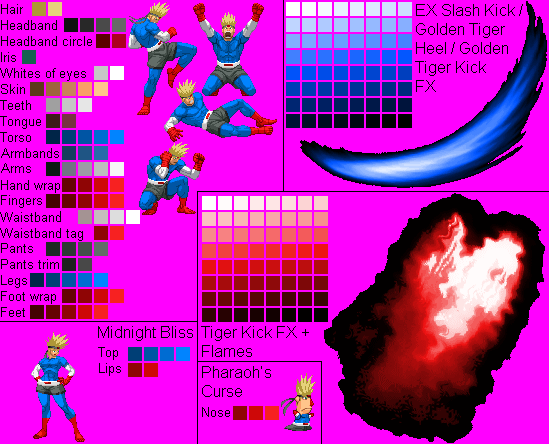 Hair
Headband
Headband circle
Iris
Whites of eyes
Skin
Teeth
Tongue
Torso
Armbands
Arms
Hand wrap
Fingers
Waistband
Waistband tag
Pants
Pants trim
Legs
Foot wrap
Feet
EX Slash Kick /
Golden Tiger
Heel / Golden
Tiger Kick
FX
Midnight Bliss
Top
Lips
Tiger Kick FX +
Flames
Pharaoh's
Curse
Nose